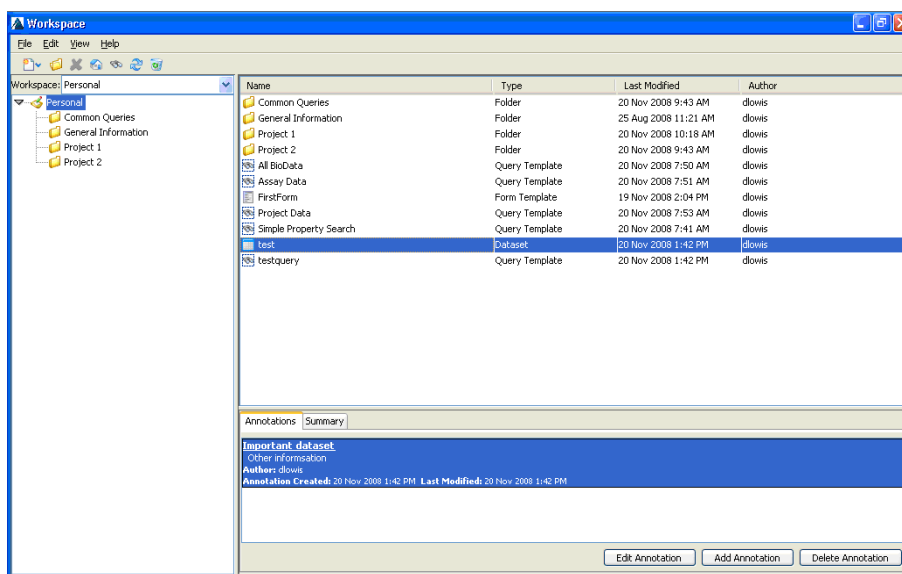 Workspace
File Edit View Help
Workspace: Personal
Personal
Common Queries
General Information
Project 1
Project 2
Name Type Last Modified Author
Common Queries Folder 20 Nov 2008 9:43 AM dlowis
General Information Folder 25 Aug 2008 11:21 AM dlowis
Project 1 Folder 20 Nov 2008 10:18 AM dlowis
Project 2 Folder 20 Nov 2008 9:43 AM dlowis
All BioData Query Template 20 Nov 2008 7:50 AM dlowis
Assay Data Query Template 20 Nov 2008 7:51 AM dlowis
FirstForm Form Template 19 Nov 2008 2:04 PM dlowis
Project Data Query Template 20 Nov 2008 7:53 AM dlowis
Simple Property Search Query Template 20 Nov 2008 7:41 AM dlowis
test Dataset 20 Nov 2008 1:42 PM dlowis
testquery Query Template 20 Nov 2008 1:42 PM dlowis
Annotations Summary
Important dataset
Other informsation
Author: dlowis
Annotation Created: 20 Nov 2008 1:42 PM Last Modified: 20 Nov 2008 1:42 PM
Edit Annotation Add Annotation Delete Annotation